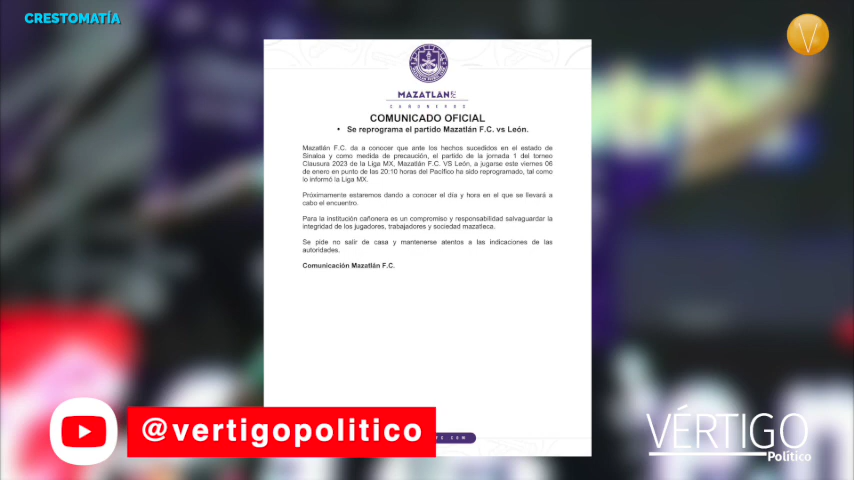 CRESTOMATÍA
V
MAZATLAN FC
CAÑONEROS
COMUNICADO OFICIAL
• Se reprograma el partido Mazatlán F.C. vs León.
Mazatlán F.C. da a conocer que ante los hechos sucedidos en el estado de
Sinaloa y como medida de precaución, el partido de la jornada 1 del torneo
Clausura 2023 de la Liga MX, Mazatlán F.C. VS León, a jugarse este viernes 06
de enero en punto de las 20:10 horas del Pacífico ha sido reprogramado, tal como
lo informó la Liga MX.
Próximamente estaremos dando a conocer el día y hora en el que se llevará a
cabo el encuentro.
Para la institución cañonera es un compromiso y responsabilidad salvaguardar la
integridad de los jugadores, trabajadores y sociedad mazatleca.
Se pide no salir de casa y mantenerse atentos a las indicaciones de las
autoridades.
Comunicación Mazatlán F.C.
@vertigopolitico
VÉRTIGO
Político